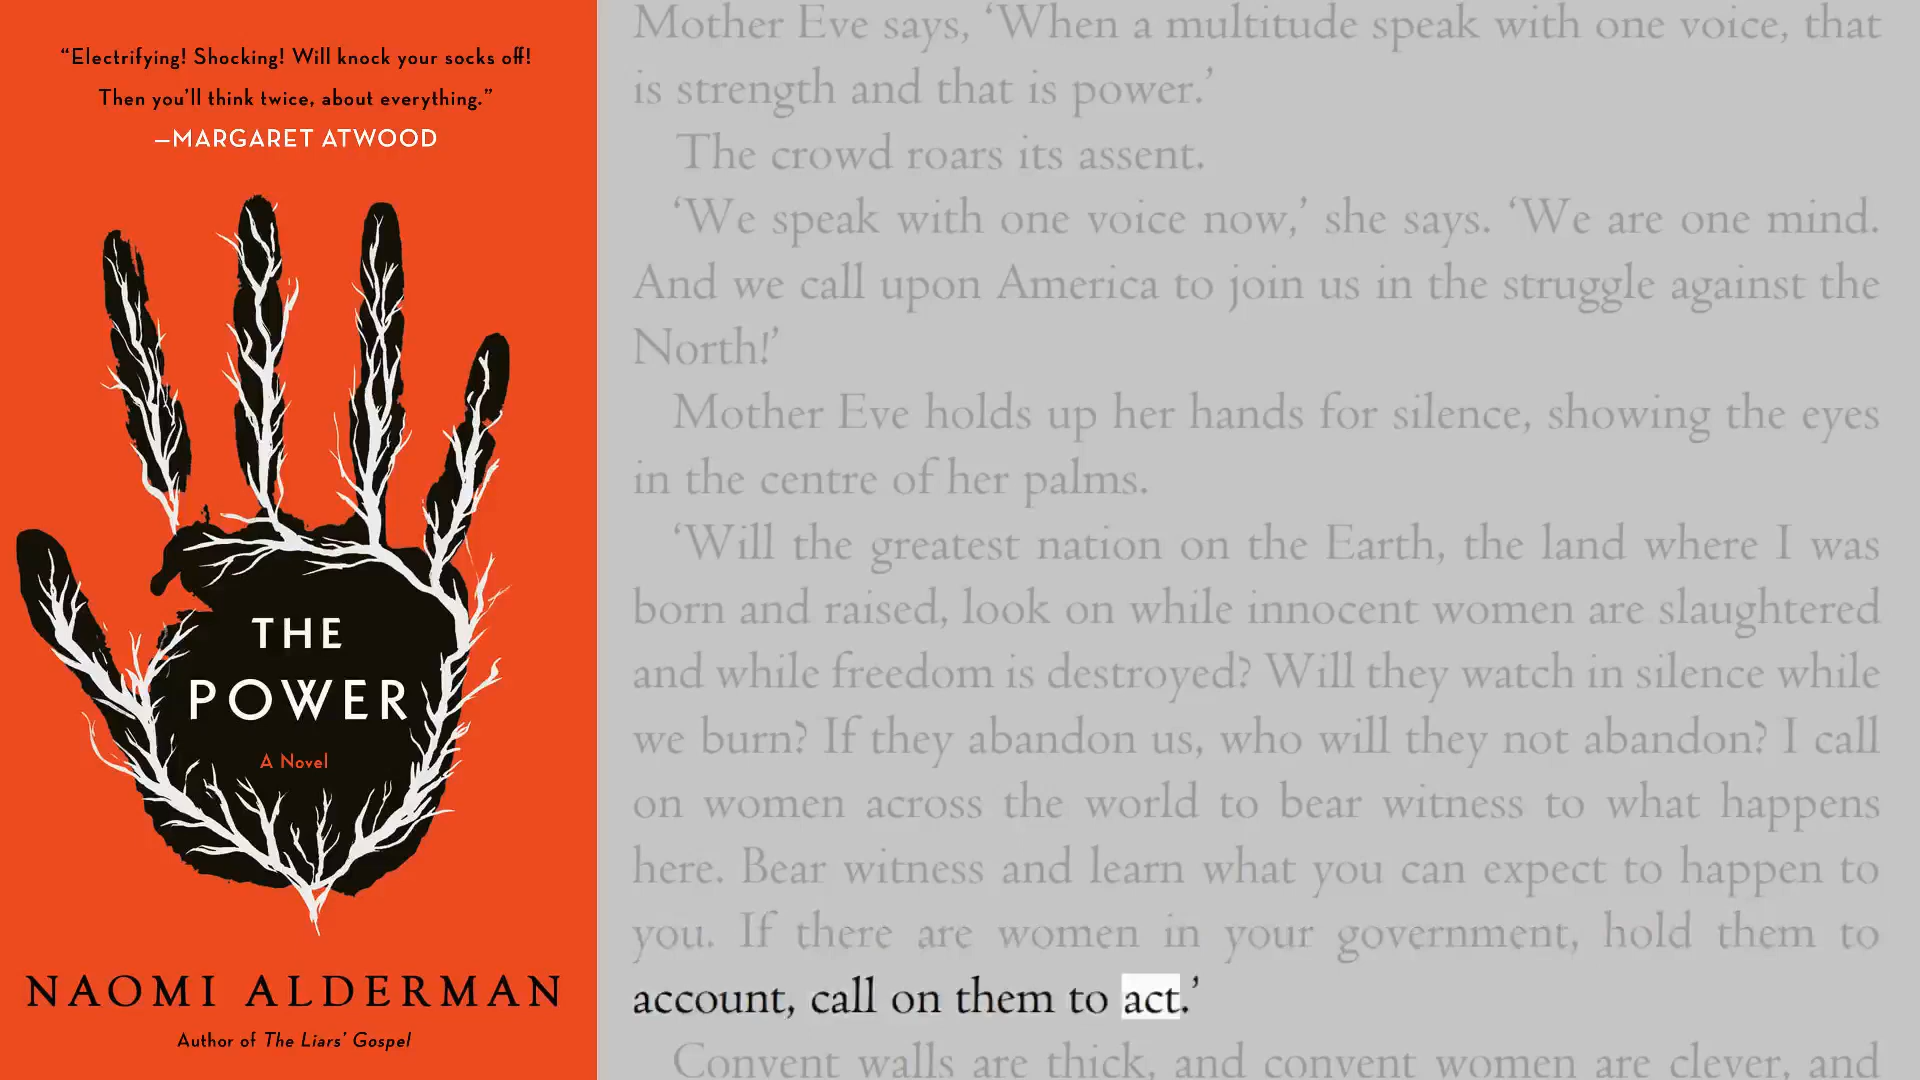 “Electrifying! Shocking! Will knock your socks off!
Then you’ll think twice, about everything.”
—MARGARET ATWOOD
THE
POWER
A Novel
NAOMI ALDERMAN
Author of The Liars’ Gospel
Mother Eve says, ‘When a multitude speak with one voice, that
is strength and that is power.’
The crowd roars its assent.
‘We speak with one voice now,’ she says. ‘We are one mind.
And we call upon America to join us in the struggle against the
North!’
Mother Eve holds up her hands for silence, showing the eyes
in the centre of her palms.
‘Will the greatest nation on the Earth, the land where I was
born and raised, look on while innocent women are slaughtered
and while freedom is destroyed? Will they watch in silence while
we burn? If they abandon us, who will they not abandon? I call
on women across the world to bear witness to what happens
here. Bear witness and learn what you can expect to happen to
you. If there are women in your government, hold them to
account, call on them to act.’
Convent walls are thick, and convent women are clever, and